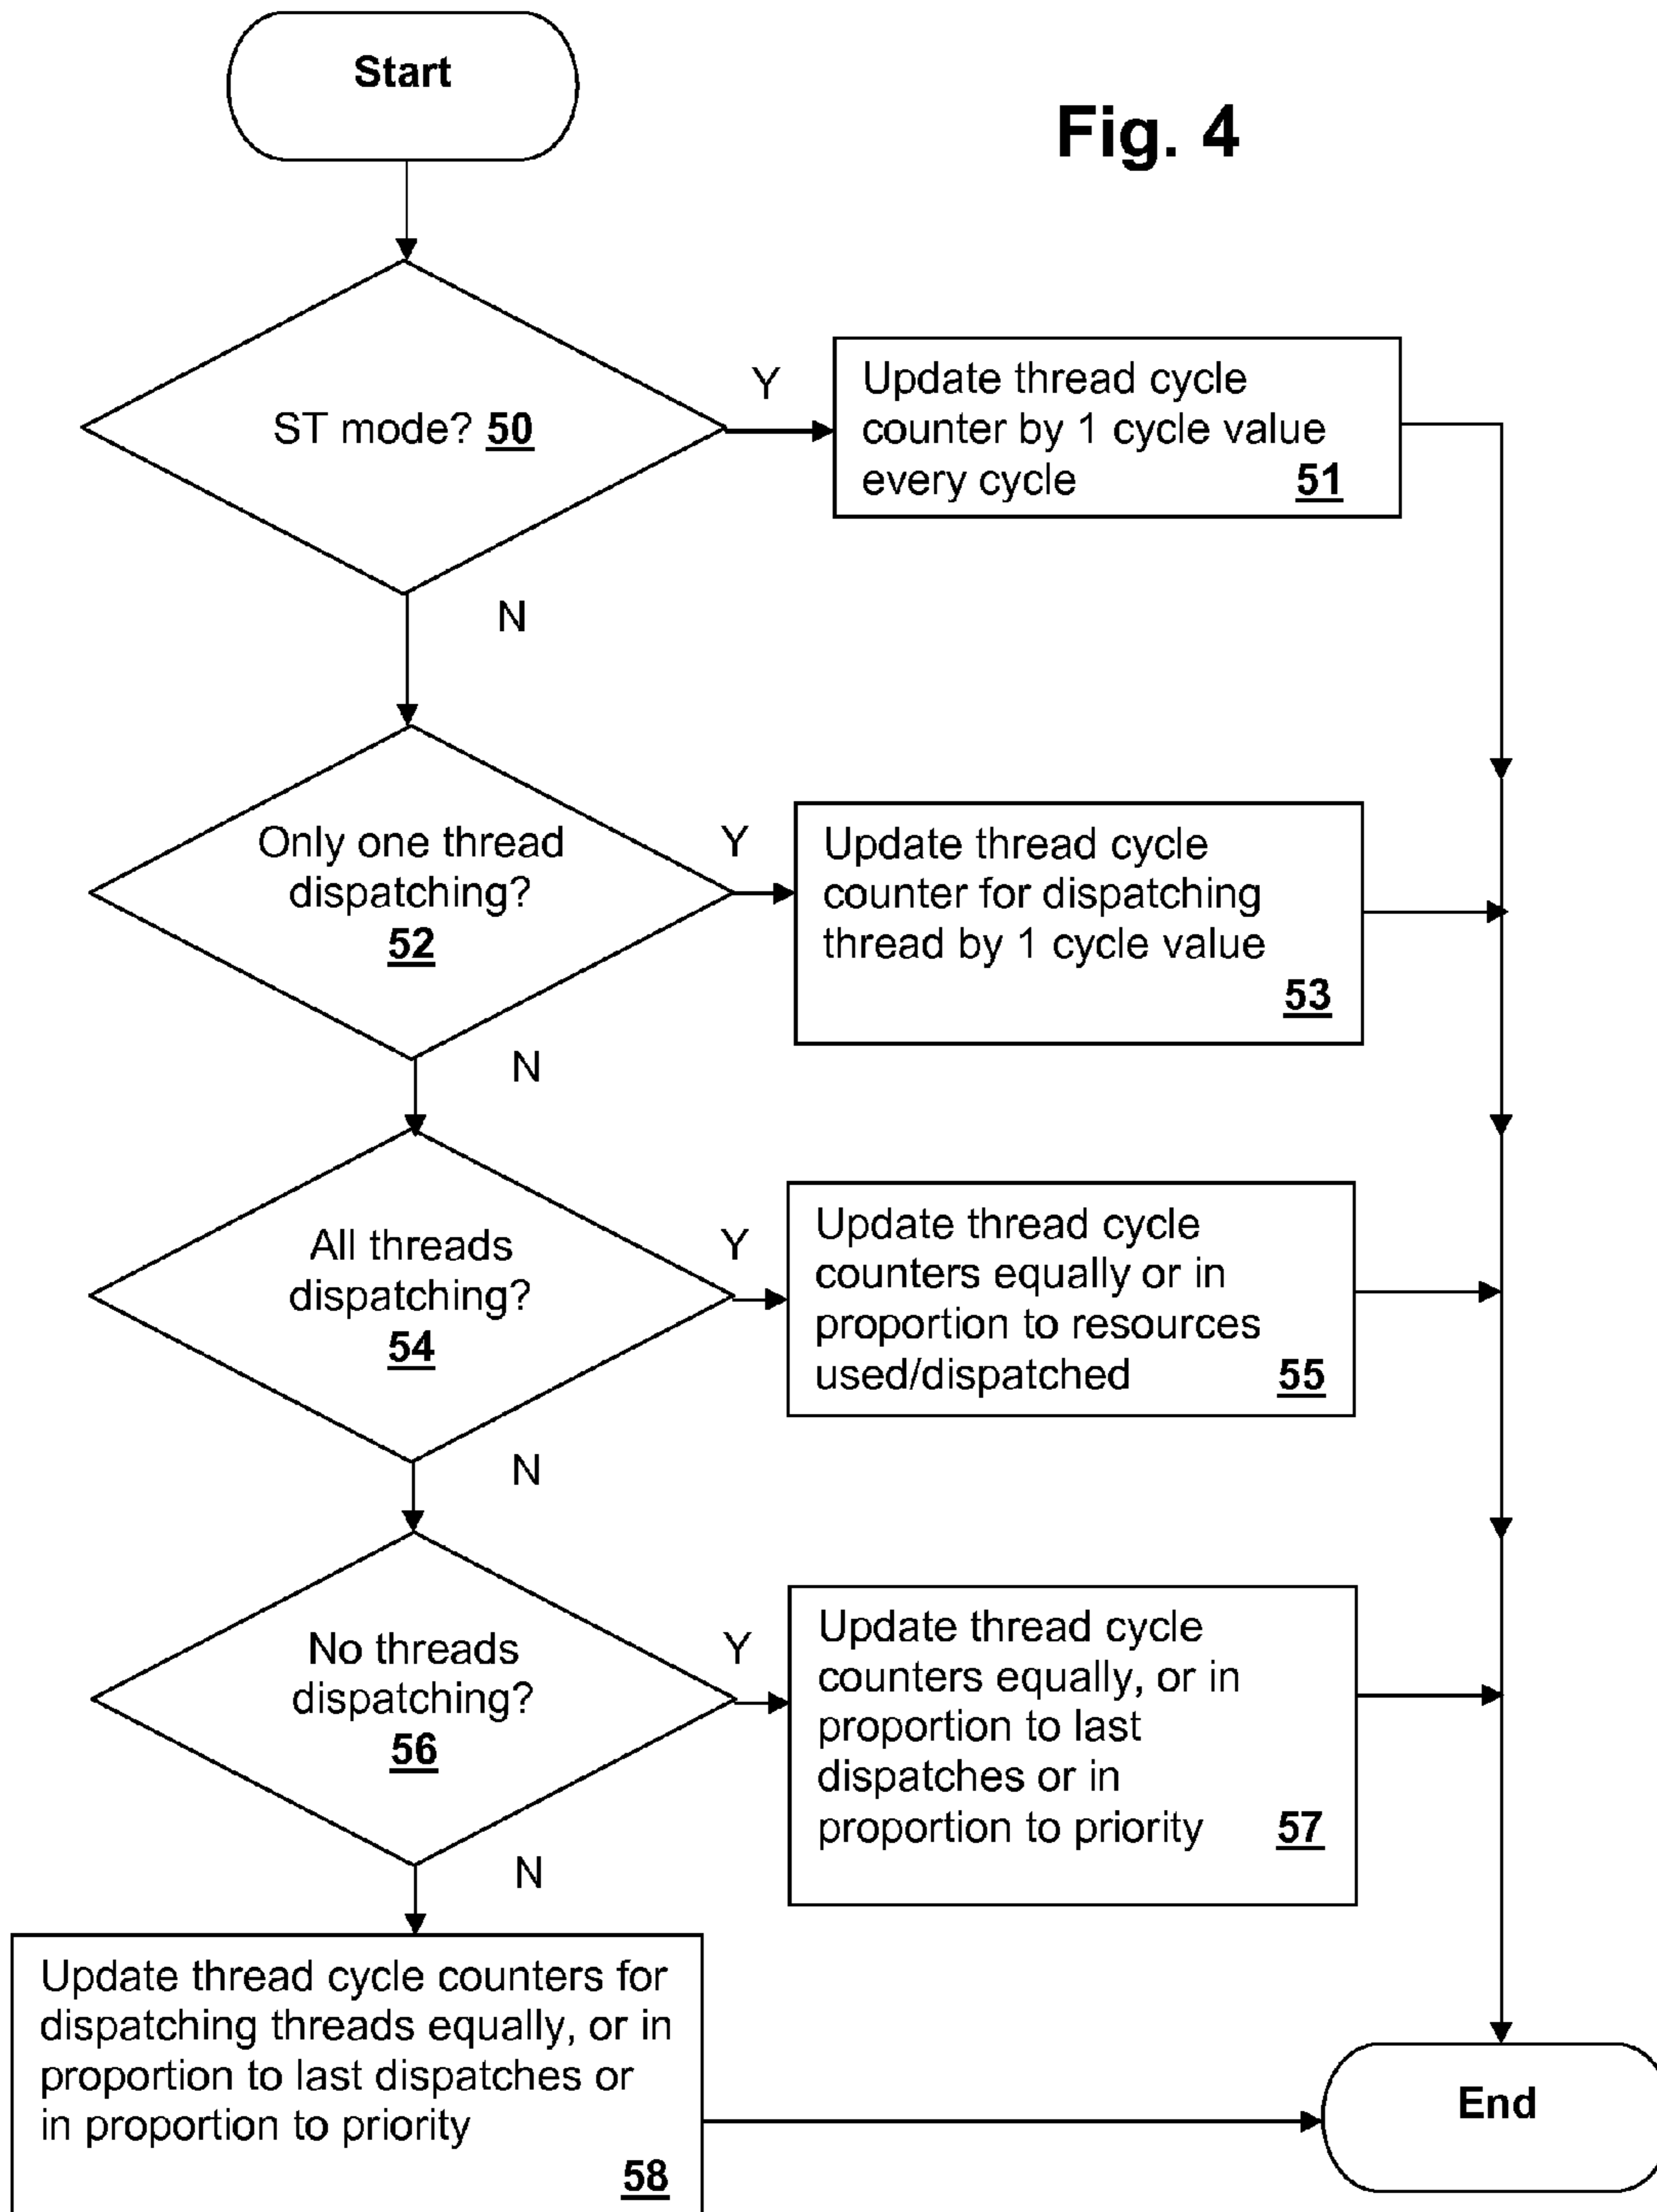 Start
Fig. 4
ST mode? 50
Y
Update thread cycle
counter by 1 cycle value
every cycle 51
N
Only one thread
dispatching?
52
Y
Update thread cycle
counter for dispatching
thread by 1 cycle value
53
N
All threads
dispatching?
54
Y
Update thread cycle
counters equally or in
proportion to resources
used/dispatched 55
N
No threads
dispatching?
56
Y
Update thread cycle
counters equally, or in
proportion to last
dispatches or in
proportion to priority 57
N
Update thread cycle counters for
dispatching threads equally, or in
proportion to last dispatches or
in proportion to priority
58
End